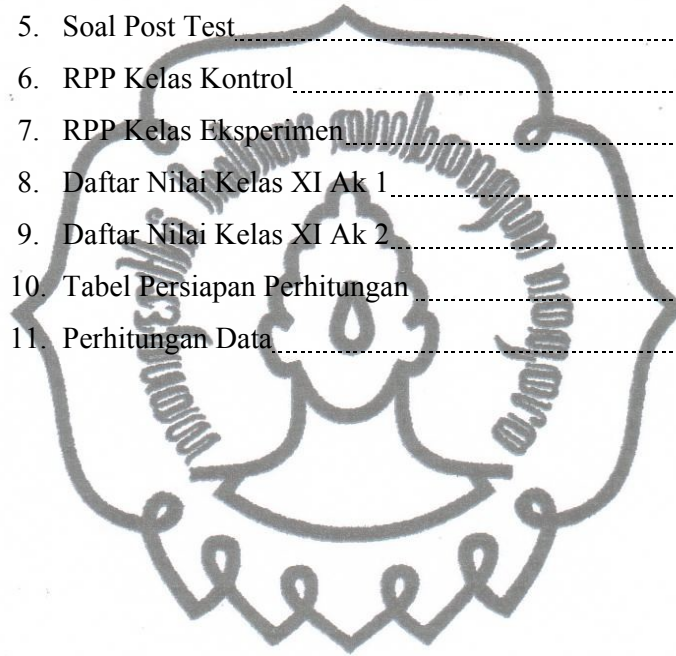 5. Soal Post Test
6. RPP Kelas Kontrol
7. RPP Kelas Eksperimen
8. Daftar Nilai Kelas XI Ak 1
9. Daftar Nilai Kelas XI Ak 2
10. Tabel Persiapan Perhitungan
11. Perhitungan Data